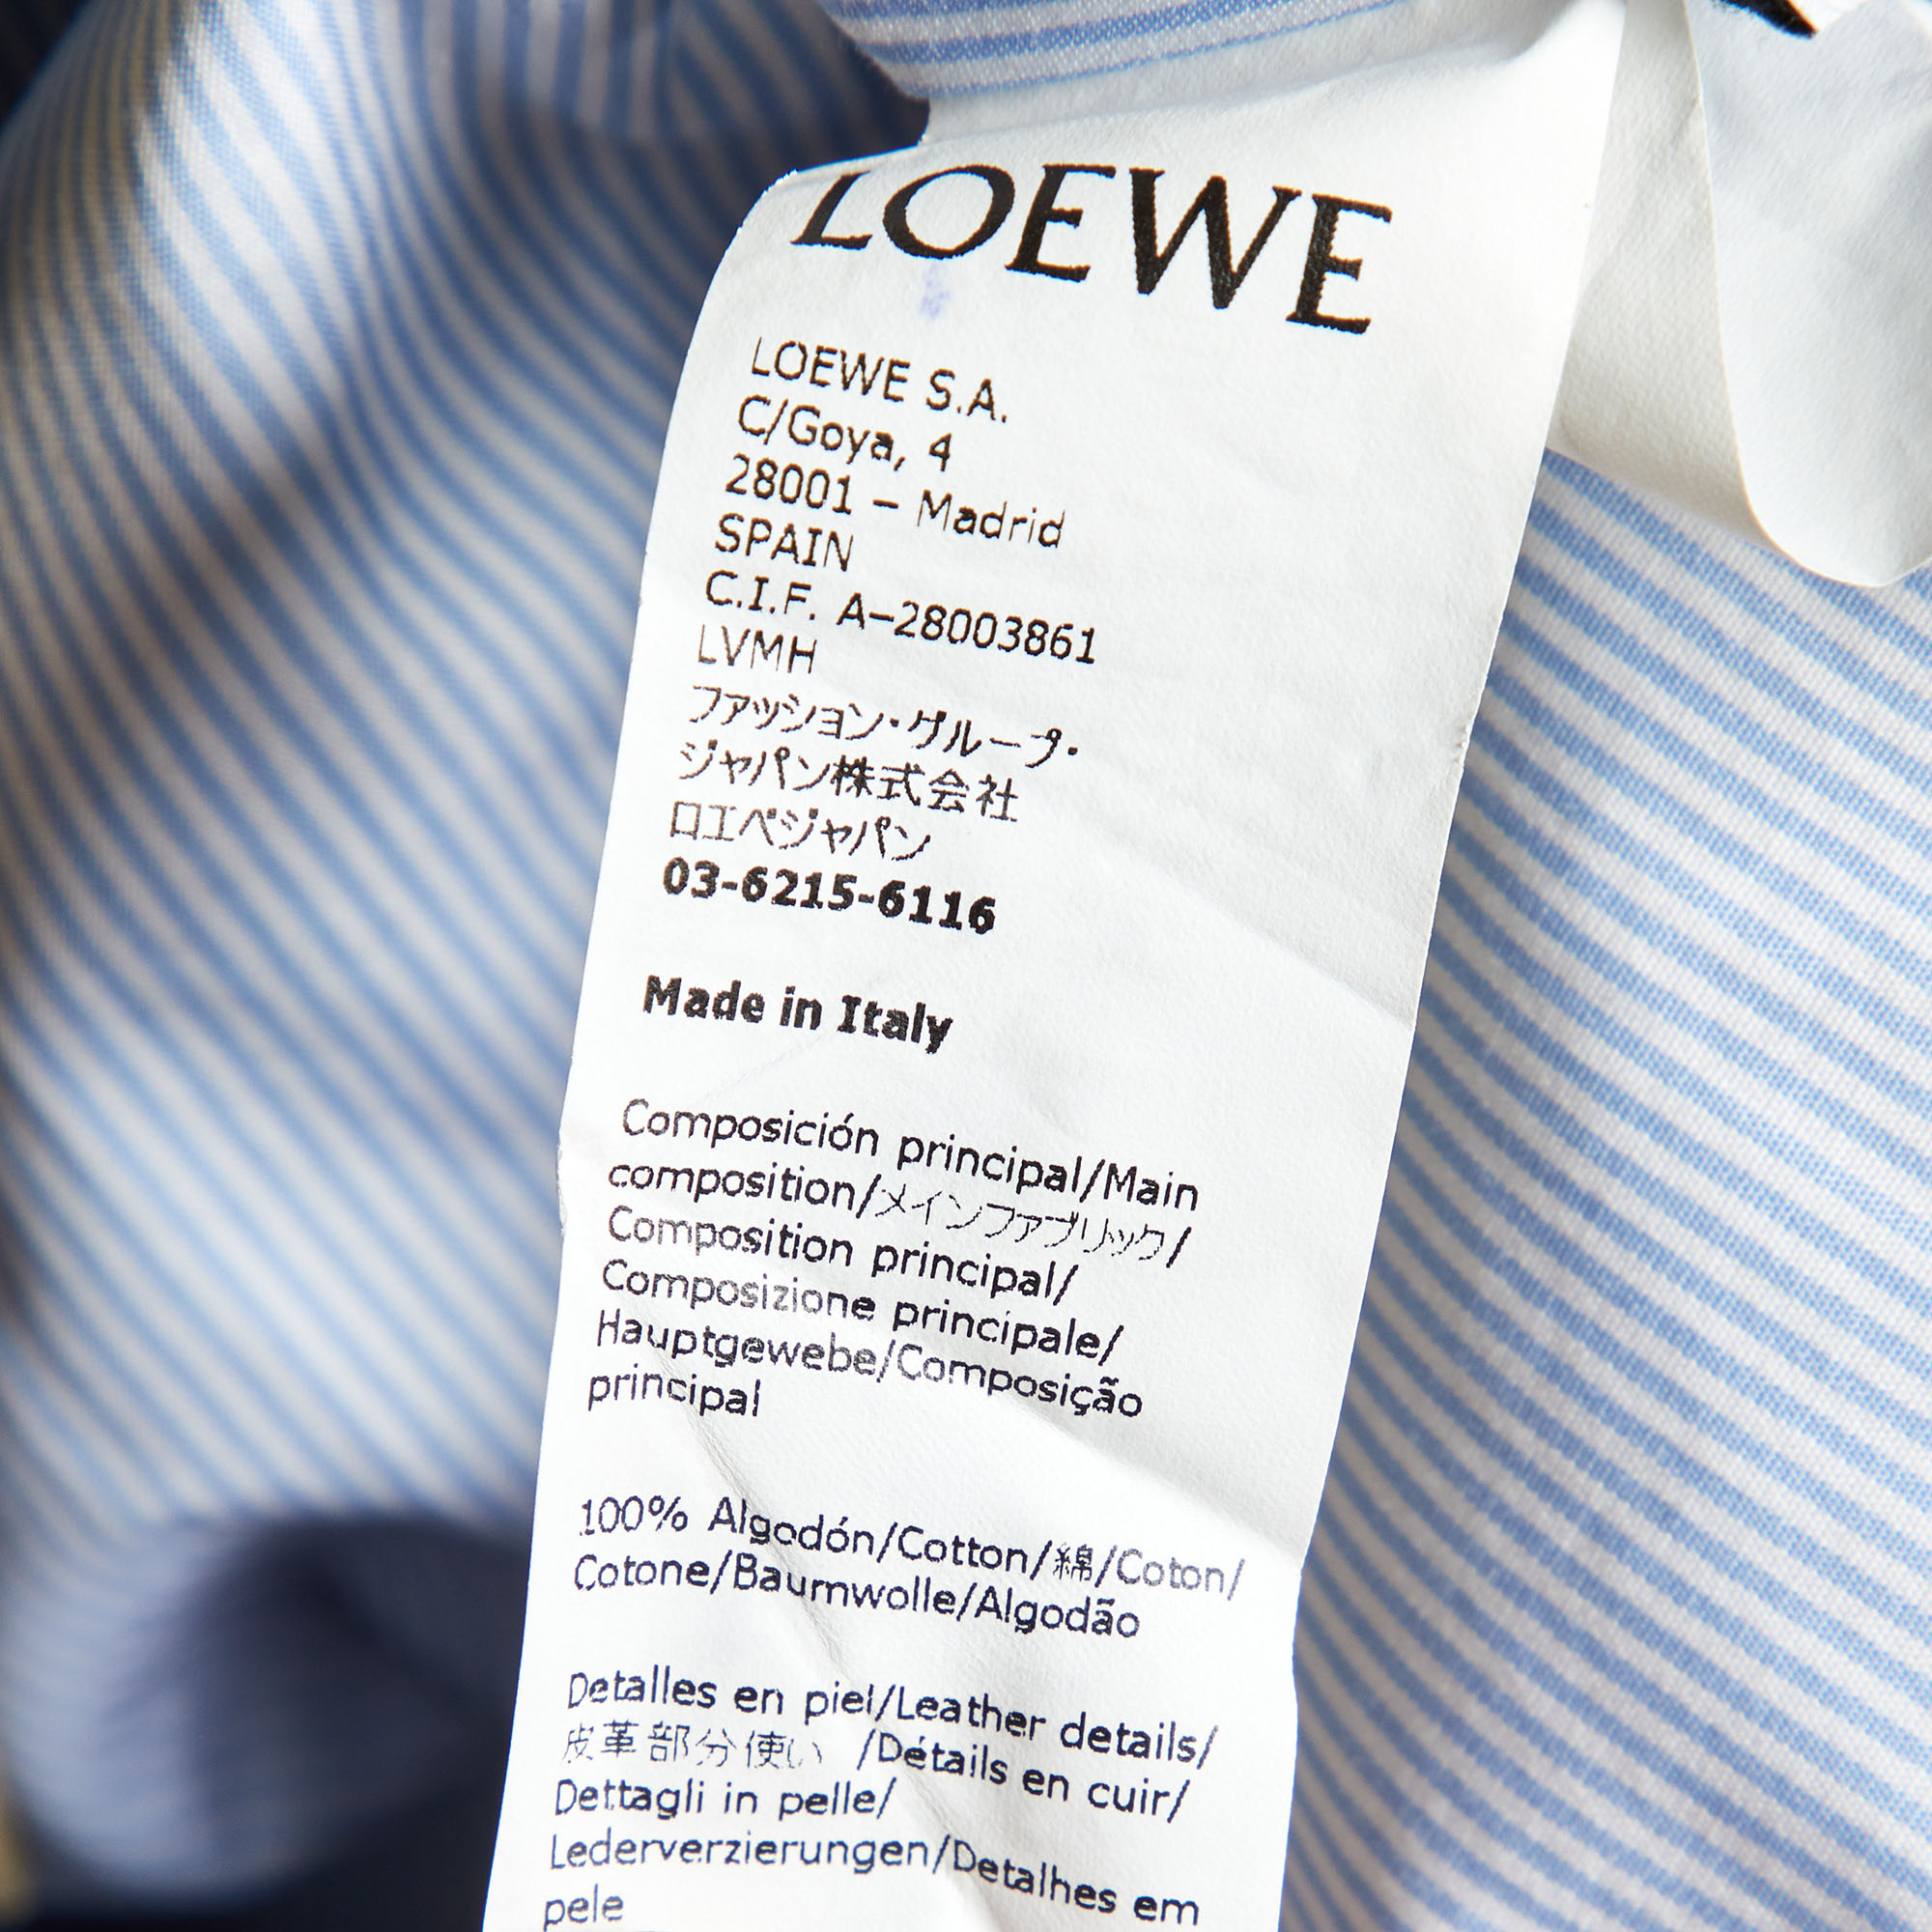 LOEWE
LOEWE S.A.
C/Goya, 4
28001 – Madrid
SPAIN
C.I.F. A–28003861
LVMH
ファッション・グループ・
ジャパン株式会社
ロエベジャパン
03-6215-6116
Made in Italy
Composición principal/Main
composition/メインファブリック/
Composition principal/
Composizione principale/
Hauptgewebe/Composição
principal
100% Algodón/Cotton/綿/Coton/
Cotone/Baumwolle/Algodão
Detalles en piel/Leather details/
皮革部分使い /Détails en cuir/
Dettagli in pelle/
Lederverzierungen/Detalhes em
pele